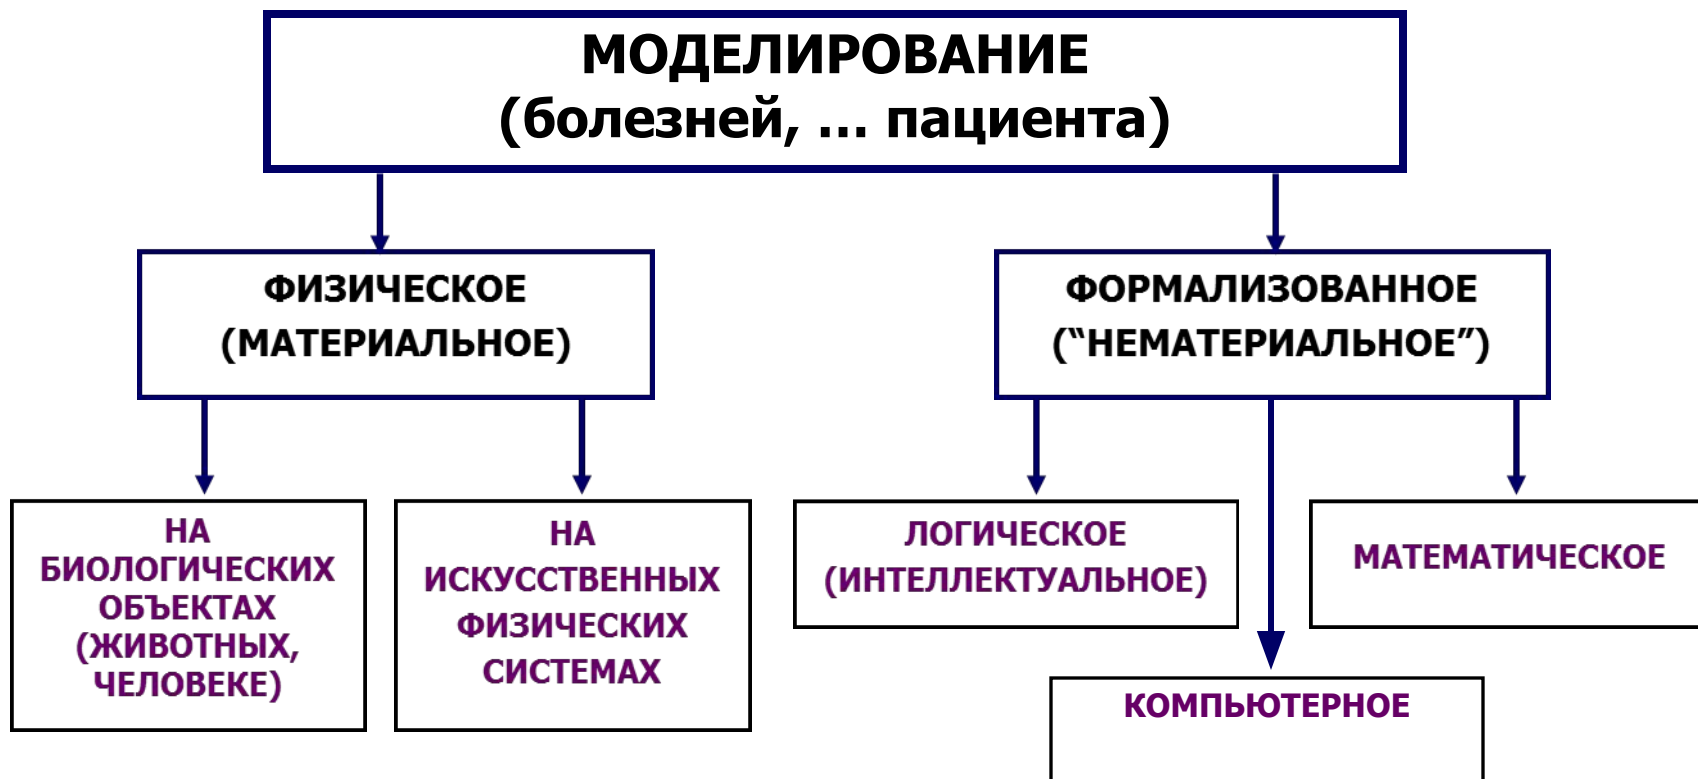 МОДЕЛИРОВАНИЕ
(болезней, ... пациента)
ФИЗИЧЕСКОЕ
(МАТЕРИАЛЬНОЕ)
ФОРМАЛИЗОВАННОЕ
(“НЕМАТЕРИАЛЬНОЕ”)
НА
БИОЛОГИЧЕСКИХ
ОБЪЕКТАХ
(ЖИВОТНЫХ,
ЧЕЛОВЕКЕ)
НА
ИСКУССТВЕННЫХ
ФИЗИЧЕСКИХ
СИСТЕМАХ
ЛОГИЧЕСКОЕ
(ИНТЕЛЛЕКТУАЛЬНОЕ)
МАТЕМАТИЧЕСКОЕ
КОМПЬЮТЕРНОЕ